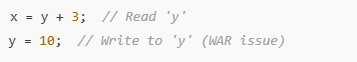 x = y + 3;  // Read 'y'
y = 10;  // Write to 'y' (WAR issue)